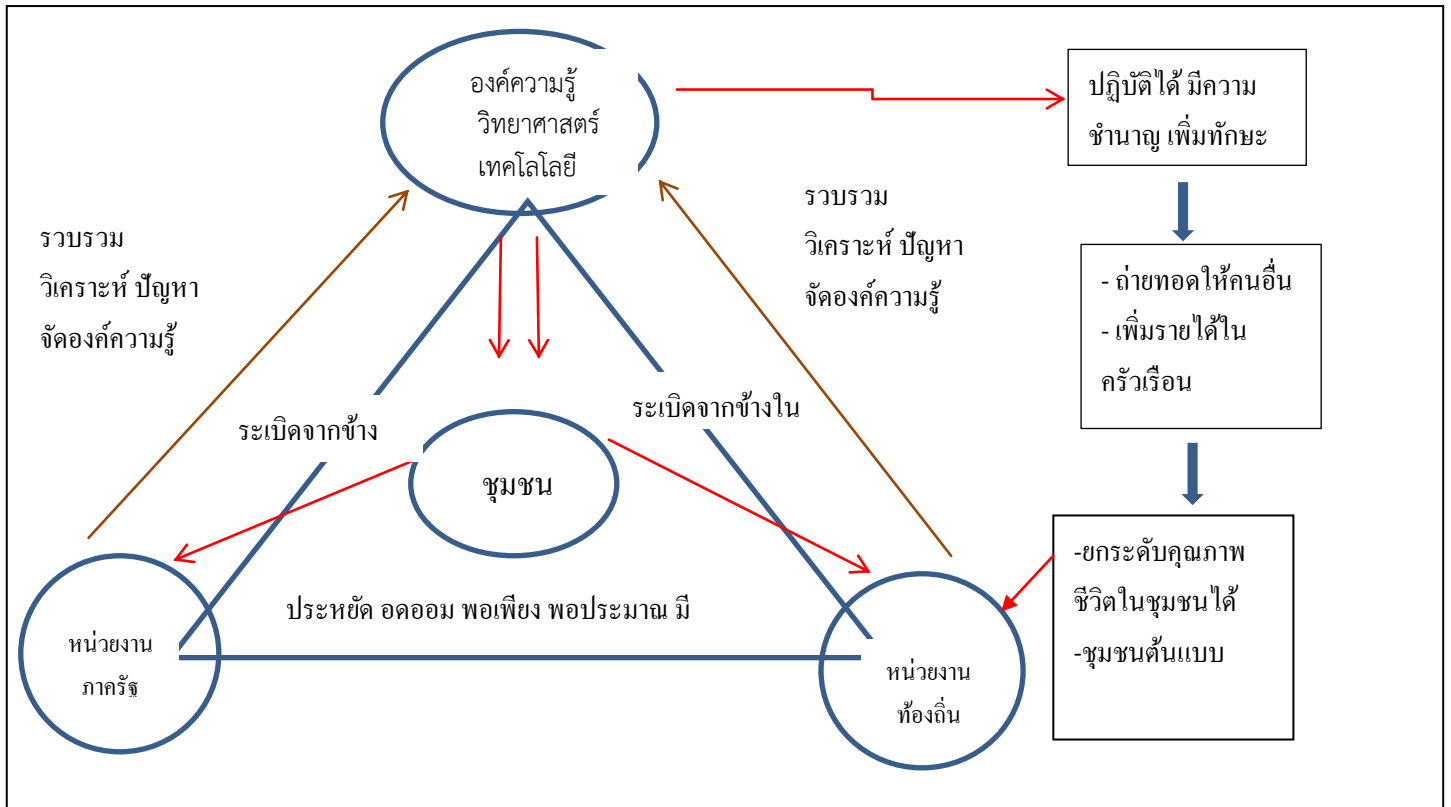 องค์ความรู้
วิทยาศาสตร์
เทคโลโลยี
ปฏิบัติได้ มีความ
ชำนาญ เพิ่มทักษะ
รวบรวม
วิเคราะห์ ปัญหา
จัดองค์ความรู้
รวบรวม
วิเคราะห์ ปัญหา
จัดองค์ความรู้
- ถ่ายทอดให้คนอื่น
- เพิ่มรายได้ใน
ครัวเรือน
ระเบิดจากข้าง
ระเบิดจากข้างใน
ชุมชน
ประหยัด อดออม พอเพียง พอประมาณ มี
หน่วยงาน
ภาครัฐ
หน่วยงาน
ท้องถิ่น
-ยกระดับคุณภาพ
ชีวิตในชุมชนได้
-ชุมชนต้นแบบ